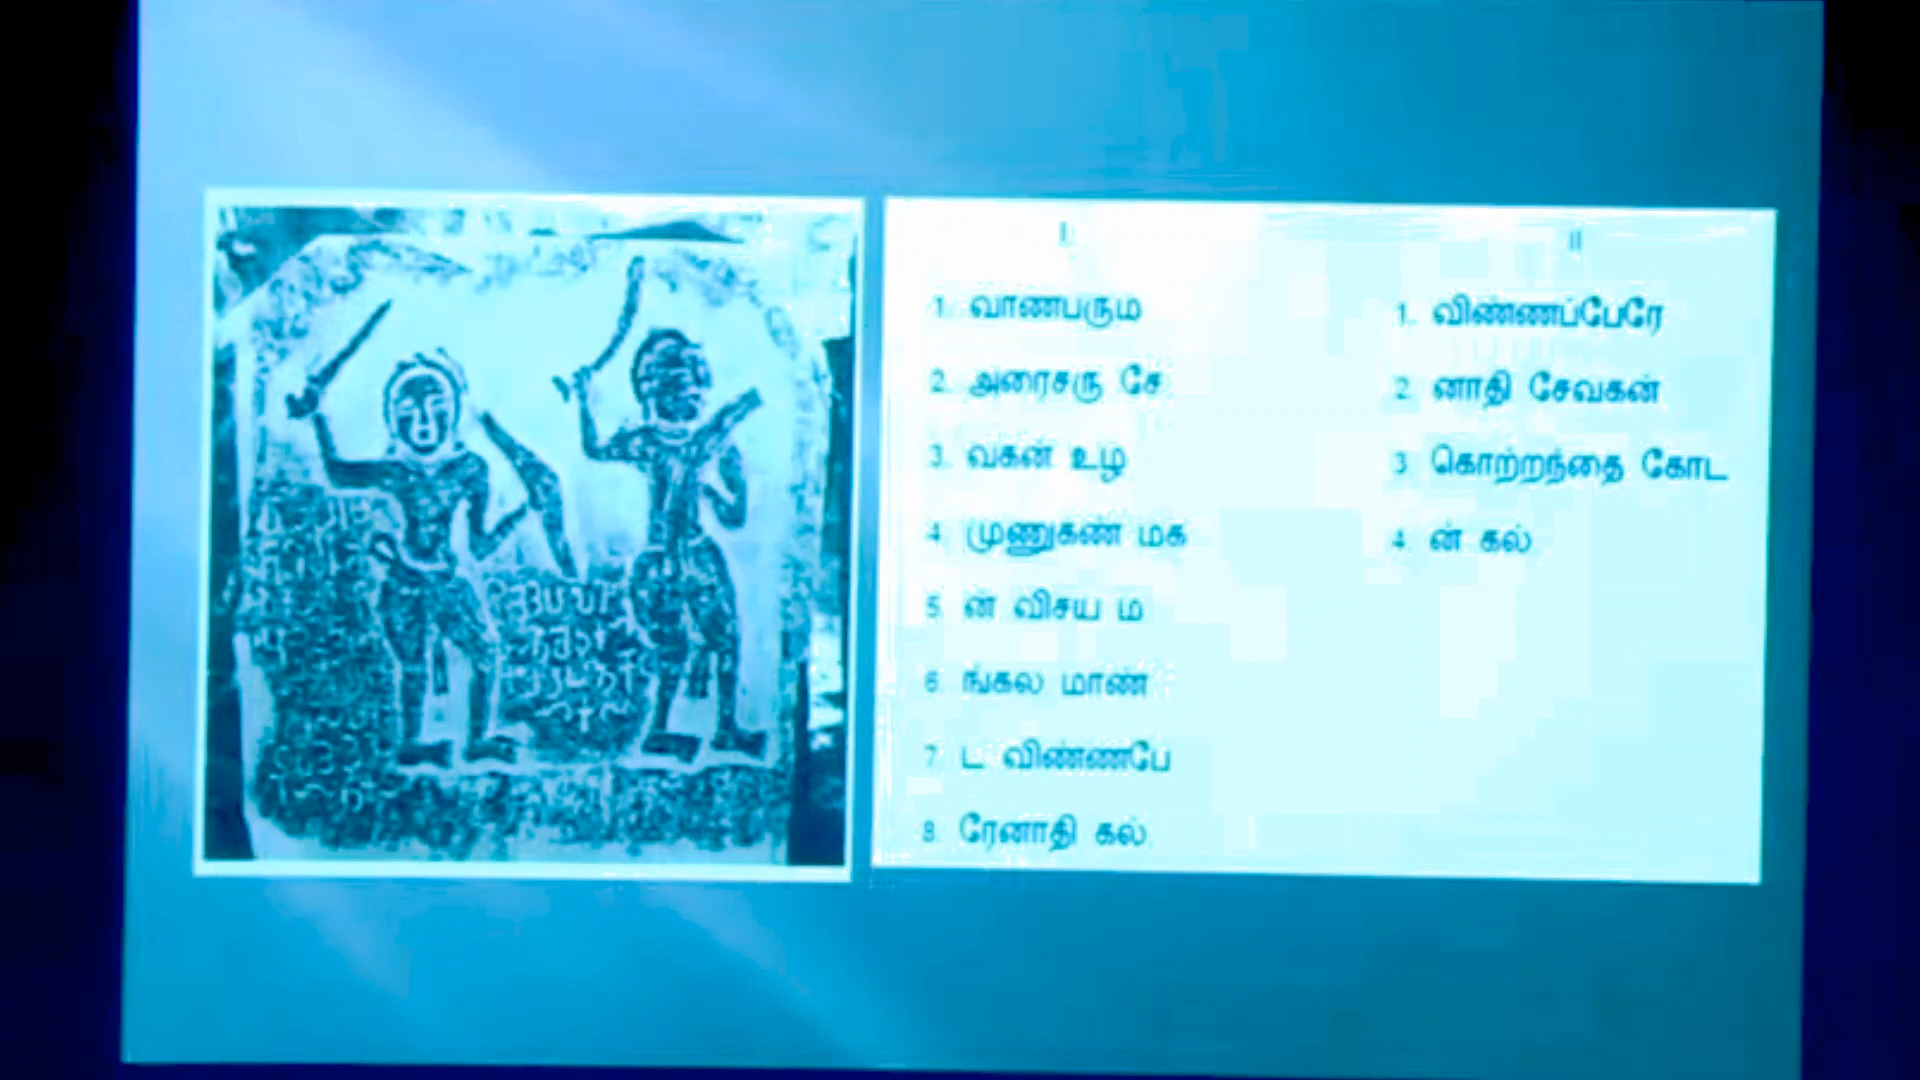 I
1. வாணபரும
2. அரைசரு சே
3. வகன் உழ
4. முணுகண் மக
5. ன் விசய ம
6. ங்கல மாண்
7. ட விண்ணபே
8. ரேனாதி கல்
II
1. விண்ணப்பேரே
2. னாதி சேவகன்
3. கொற்றந்தை கோட
4. ன் கல்